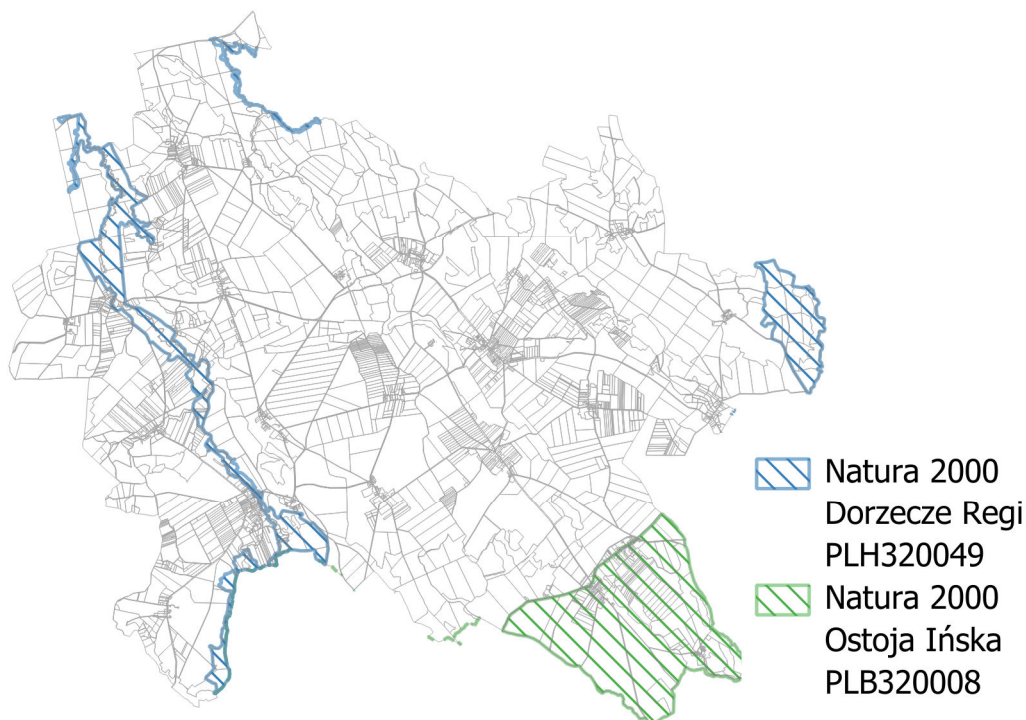 Natura 2000
Dorzecze Regi
PLH320049
Natura 2000
Ostoja Ińska
PLB320008